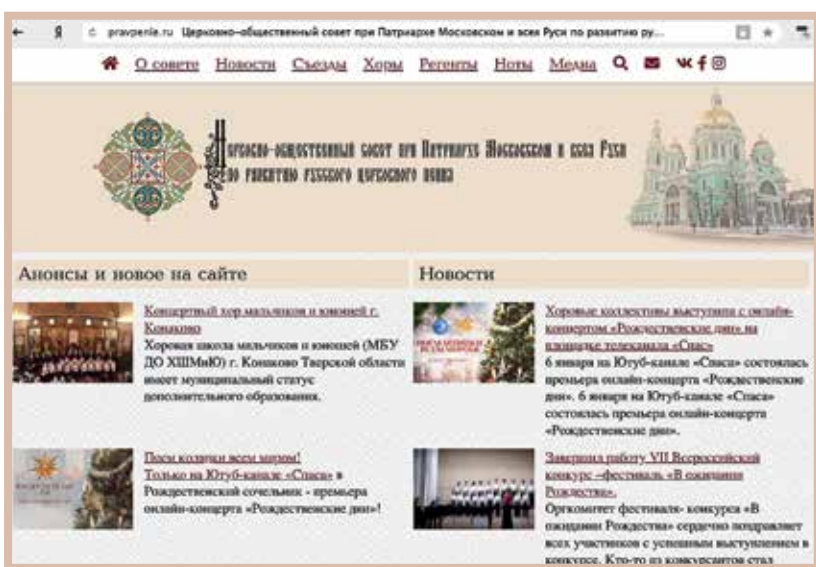 pravpenie.ru Церковно-общественный совет при Патриархе Московском и всея Руси по развитию ру...
О совете Новости Съезды Хоры Регенты Ноты Медиа
Церковно-общественный совет при Патриархе Московском и всея Руси
по развитию русского церковного пения
Анонсы и новое на сайте
Концертный хор мальчиков и юношей г.
Конаково
Хоровая школа мальчиков и юношей (МБУ
ДО ХШМиЮ) г. Конаково Тверской области
имеет муниципальный статус
дополнительного образования.
Поем колядки всем миром!
Только на Ютуб-канале «Спаса» в
Рождественский сочельник - премьера
онлайн-концерта «Рождественские дни»!
Новости
Хоровые коллективы выступили с онлайн-
концертом «Рождественские дни» на
площадке телеканала «Спас»
6 января на Ютуб-канале «Спаса» состоялась
премьера онлайн-концерта «Рождественские
дни». 6 января на Ютуб-канале «Спаса»
состоялась премьера онлайн-концерта
«Рождественские дни».
Завершил работу VII Всероссийский
конкурс -фестиваль «В ожидании
Рождества».
Оргкомитет фестиваля- конкурса «В
ожидании Рождества» сердечно поздравляет
всех участников с успешным выступлением в
конкурсе. Кто-то из конкурсантов стал